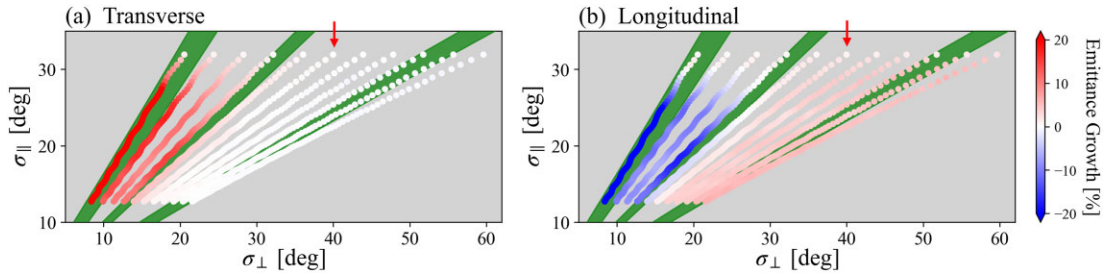 (a) Transverse
(b) Longitudinal
σ∥ [deg]
30
20
10
10 20 30 40 50 60
σ⊥ [deg]
σ∥ [deg]
30
20
10
10 20 30 40 50 60
σ⊥ [deg]
20
10
0
−10
−20
Emittance Growth [%]